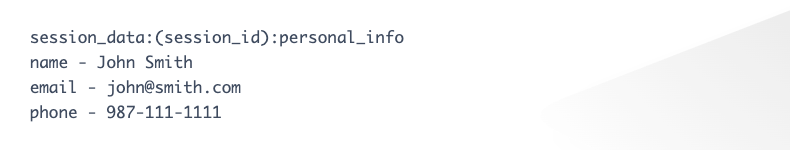 session_data:(session_id):personal_info
name - John Smith
email - john@smith.com
phone - 987-111-1111